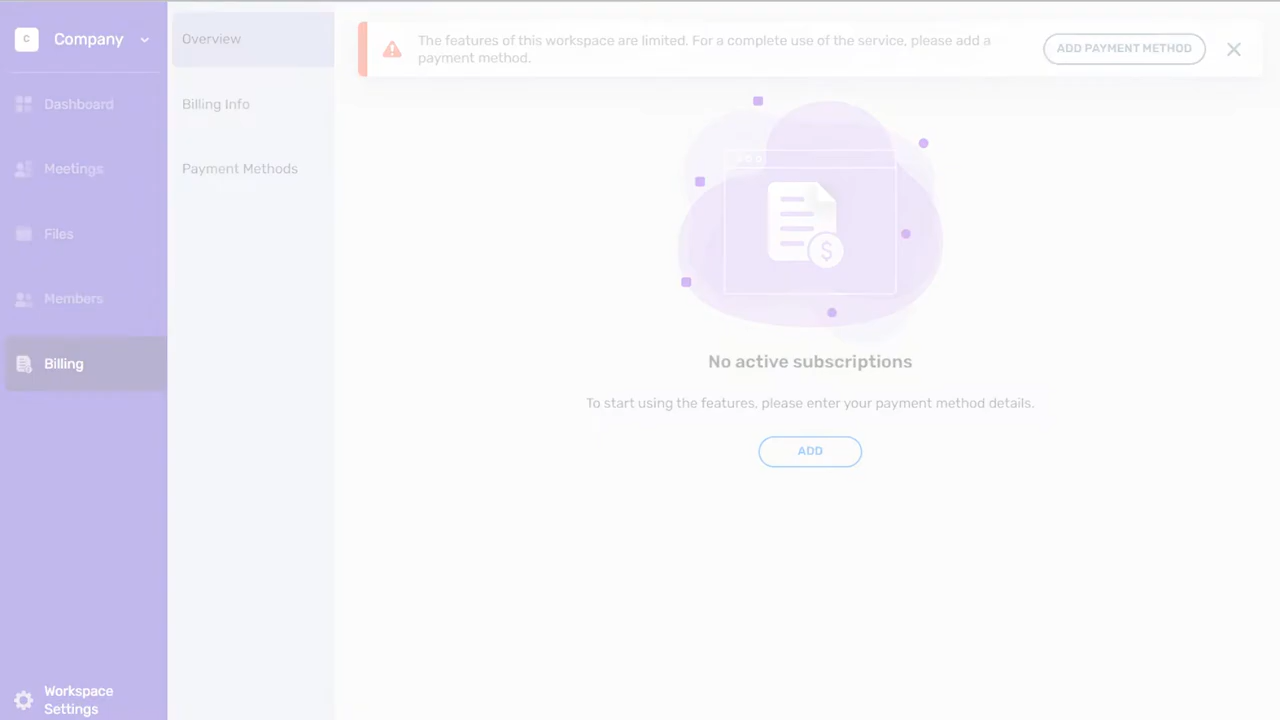 C
Company
Dashboard
Meetings
Files
Members
Billing
Workspace
Settings
Overview
Billing Info
Payment Methods
The features of this workspace are limited. For a complete use of the service, please add a
payment method.
ADD PAYMENT METHOD
$
No active subscriptions
To start using the features, please enter your payment method details.
ADD